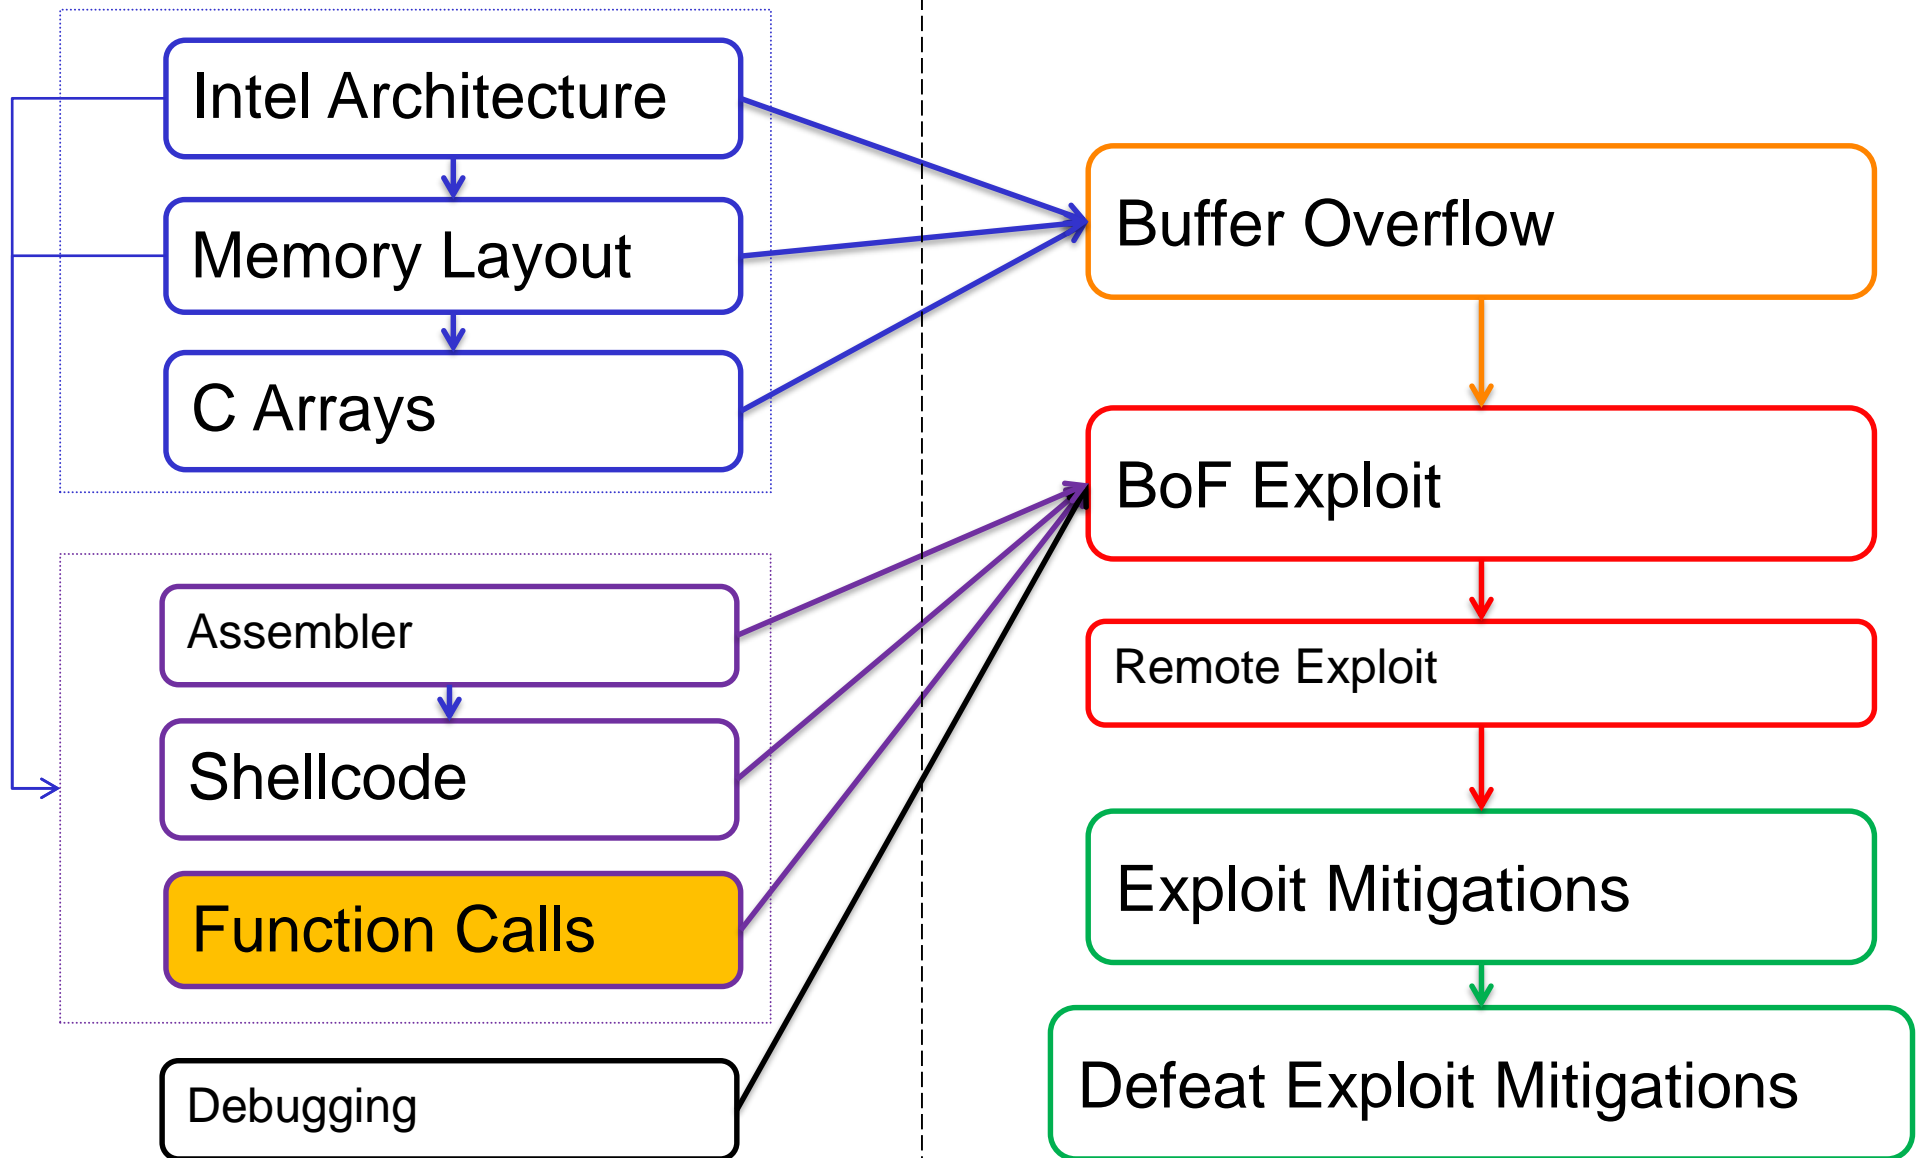 Intel Architecture
Memory Layout
C Arrays
Assembler
Shellcode
Function Calls
Debugging
Buffer Overflow
BoF Exploit
Remote Exploit
Exploit Mitigations
Defeat Exploit Mitigations